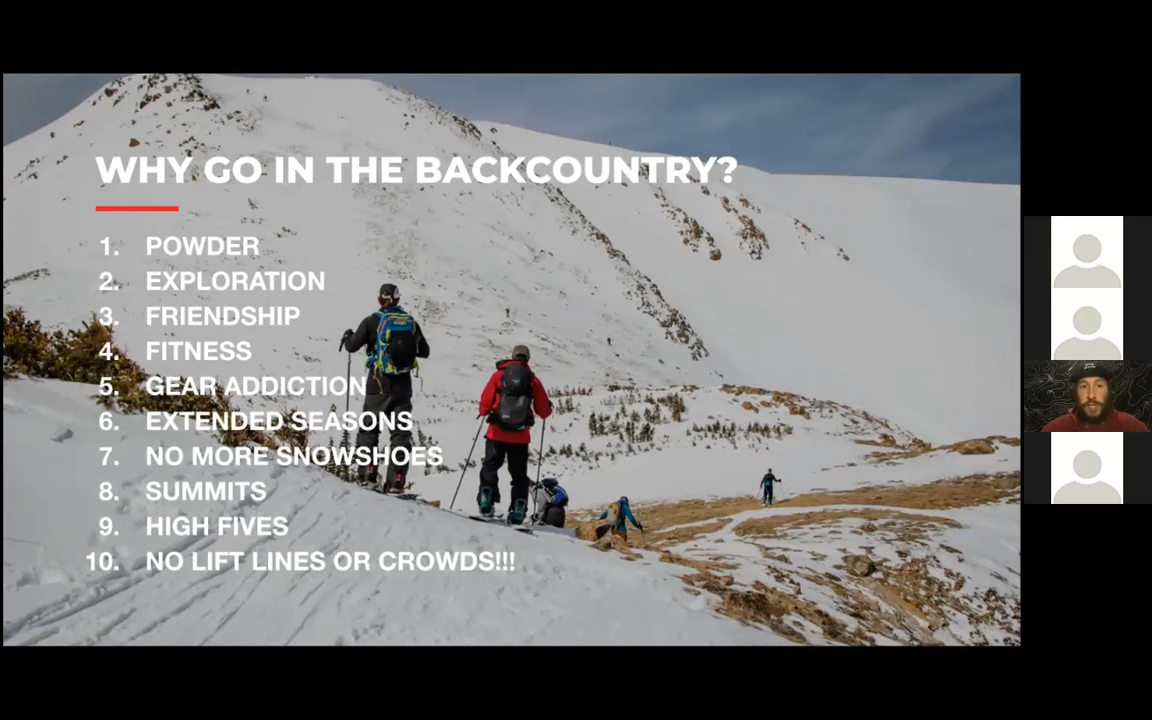 WHY GO IN THE BACKCOUNTRY?
1. POWDER
2. EXPLORATION
3. FRIENDSHIP
4. FITNESS
5. GEAR ADDICTION
6. EXTENDED SEASONS
7. NO MORE SNOWSHOES
8. SUMMITS
9. HIGH FIVES
10. NO LIFT LINES OR CROWDS!!!